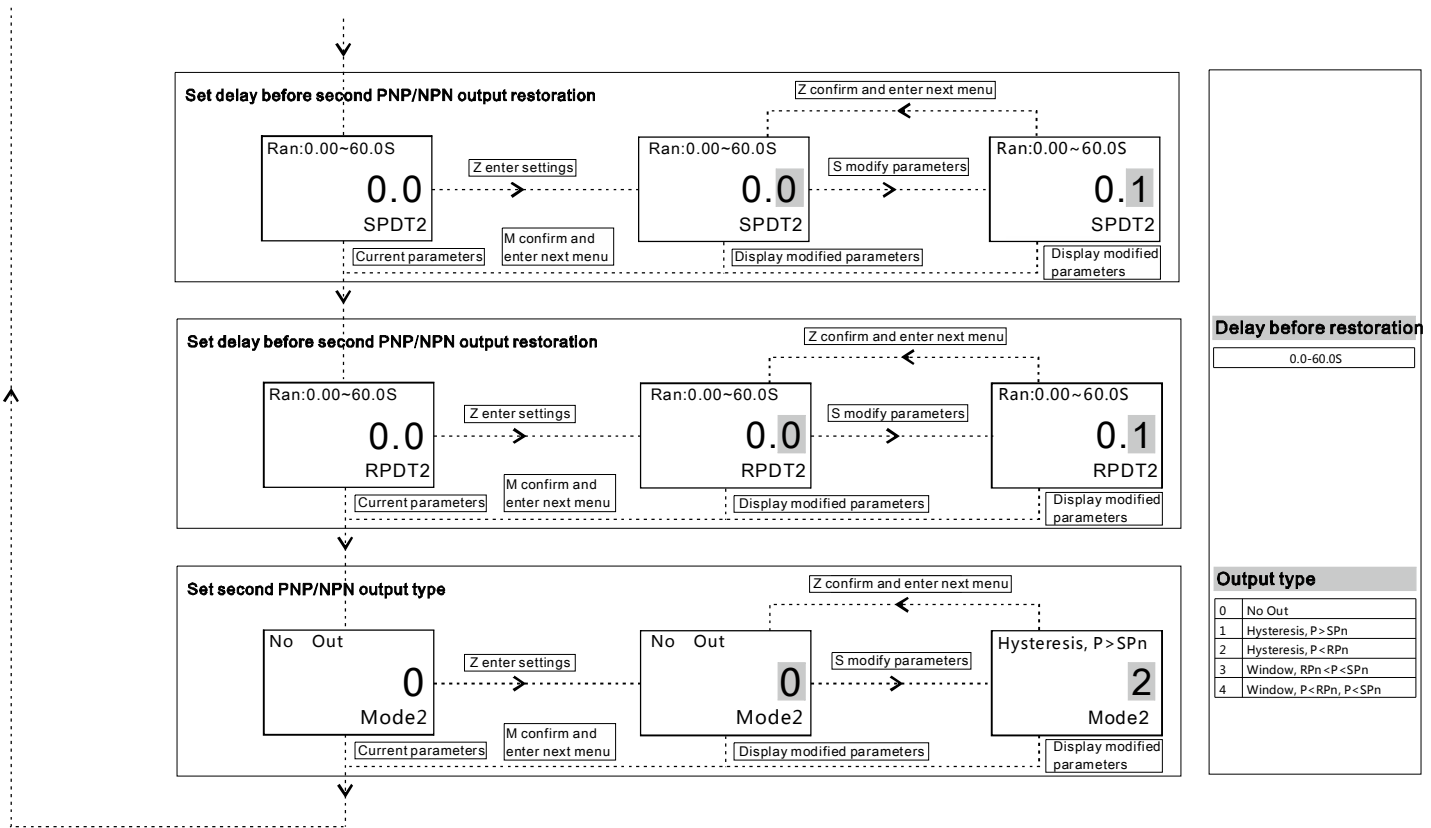 Set delay before second PNP/NPN output restoration
Z confirm and enter next menu
Ran:0.00~60.0S
0.0
SPDT2
Z enter settings
Ran:0.00~60.0S
0.0
SPDT2
S modify parameters
Ran:0.00~60.0S
0.1
SPDT2
Current parameters
M confirm and
enter next menu
Display modified parameters
Display modified
parameters
Set delay before second PNP/NPN output restoration
Z confirm and enter next menu
Ran:0.00~60.0S
0.0
RPDT2
Z enter settings
Ran:0.00~60.0S
0.0
RPDT2
S modify parameters
Ran:0.00~60.0S
0.1
RPDT2
Current parameters
M confirm and
enter next menu
Display modified parameters
Display modified
parameters
Delay before restoration
0.0-60.0S
Set second PNP/NPN output type
Z confirm and enter next menu
No Out
0
Mode2
Z enter settings
No Out
0
Mode2
S modify parameters
Hysteresis, P>SPn
2
Mode2
Current parameters
M confirm and
enter next menu
Display modified parameters
Display modified
parameters
Output type
0 No Out
1 Hysteresis, P>SPn
2 Hysteresis, P<RPn
3 Window, RPn<P<SPn
4 Window, P<RPn, P<SPn